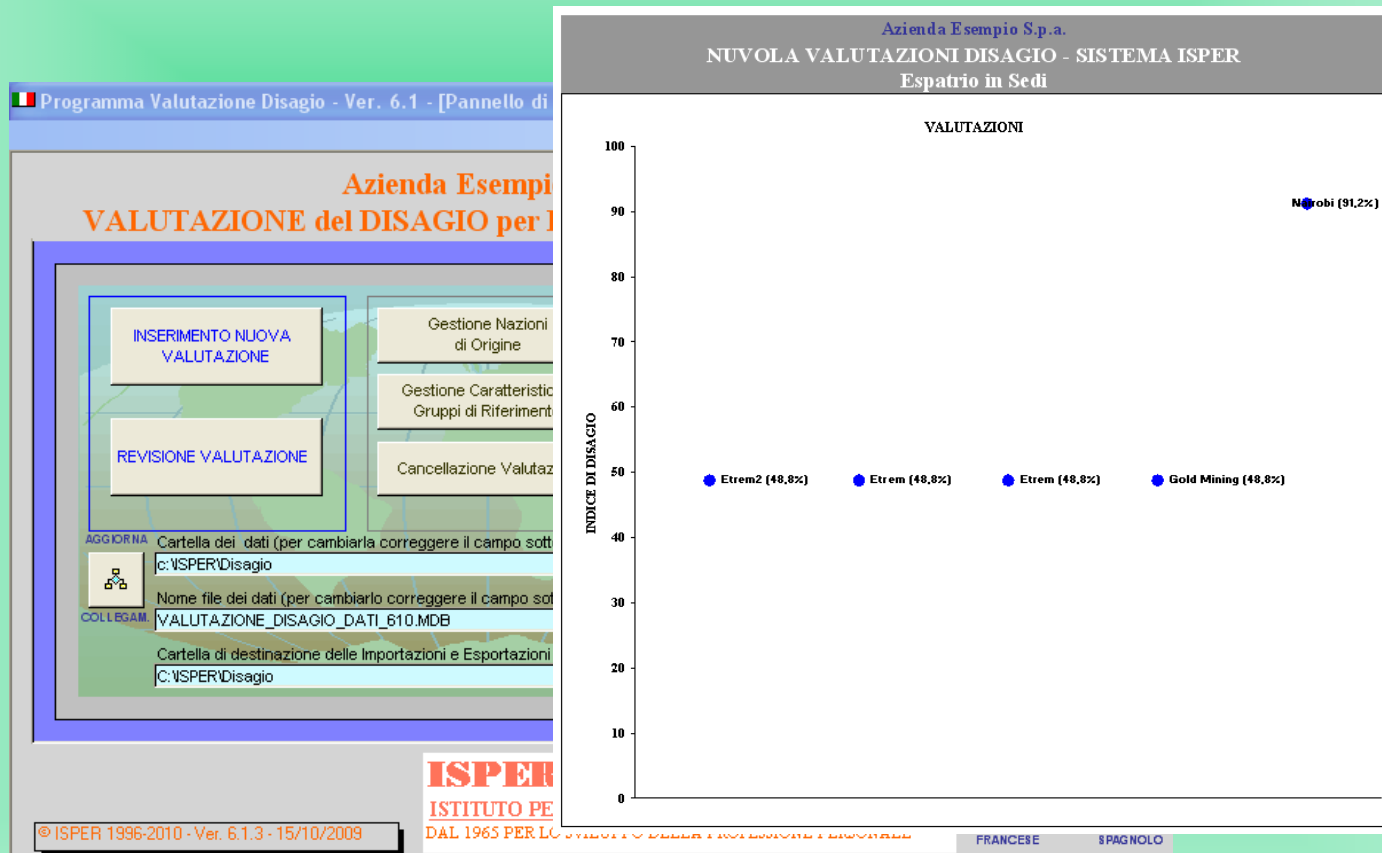 Programma Valutazione Disagio - Ver. 6.1 - [Pannello di
Azienda Esempi
VALUTAZIONE del DISAGIO per
INSERIMENTO NUOVA
VALUTAZIONE
REVISIONE VALUTAZIONE
Gestione Nazioni
di Origine
Gestione Caratteristic
Gruppi di Riferiment
Cancellazione Valutaz
AGGIORNA
COLLEGAM.
Cartella dei dati (per cambiarla correggere il campo sott
c:\ISPER\Disagio
Nome file dei dati (per cambiarlo correggere il campo sot
VALUTAZIONE_DISAGIO_DATI_610.MDB
Cartella di destinazione delle Importazioni e Esportazioni
C:\ISPER\Disagio
ISPER
ISTITUTO PE
DAL 1965 PER LO SVILUPPO DELLA PROFESSIONE PERSONALE
© ISPER 1996-2010 - Ver. 6.1.3 - 15/10/2009
FRANCESE
SPAGNOLO
Azienda Esempio S.p.a.
NUVOLA VALUTAZIONI DISAGIO - SISTEMA ISPER
Espatrio in Sedi
VALUTAZIONI
INDICE DI DISAGIO
100
90
80
70
60
50
40
30
20
10
0
Nairobi (91,2%)
Etrem2 (48,8%)
Etrem (48,8%)
Etrem (48,8%)
Gold Mining (48,8%)